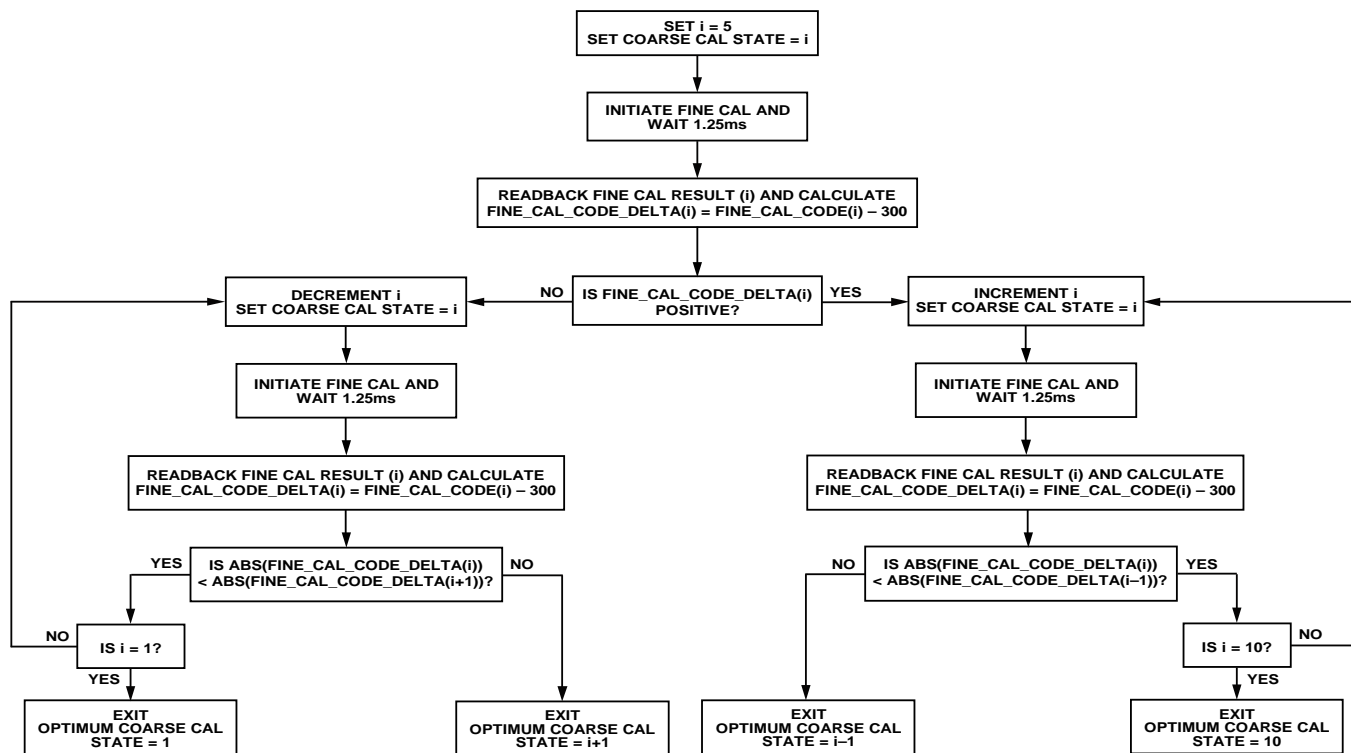 SET i = 5
SET COARSE CAL STATE = i
INITIATE FINE CAL AND
WAIT 1.25ms
READBACK FINE CAL RESULT (i) AND CALCULATE
FINE_CAL_CODE_DELTA(i) = FINE_CAL_CODE(i) – 300
IS FINE_CAL_CODE_DELTA(i)
POSITIVE?
NO
YES
DECREMENT i
SET COARSE CAL STATE = i
INITIATE FINE CAL AND
WAIT 1.25ms
READBACK FINE CAL RESULT (i) AND CALCULATE
FINE_CAL_CODE_DELTA(i) = FINE_CAL_CODE(i) – 300
IS ABS(FINE_CAL_CODE_DELTA(i))
< ABS(FINE_CAL_CODE_DELTA(i+1))?
YES
NO
IS i = 1?
NO
YES
EXIT
OPTIMUM COARSE CAL
STATE = 1
EXIT
OPTIMUM COARSE CAL
STATE = i+1
INCREMENT i
SET COARSE CAL STATE = i
INITIATE FINE CAL AND
WAIT 1.25ms
READBACK FINE CAL RESULT (i) AND CALCULATE
FINE_CAL_CODE_DELTA(i) = FINE_CAL_CODE(i) – 300
IS ABS(FINE_CAL_CODE_DELTA(i))
< ABS(FINE_CAL_CODE_DELTA(i–1))?
NO
YES
IS i = 10?
NO
YES
EXIT
OPTIMUM COARSE CAL
STATE = i–1
EXIT
OPTIMUM COARSE CAL
STATE = 10